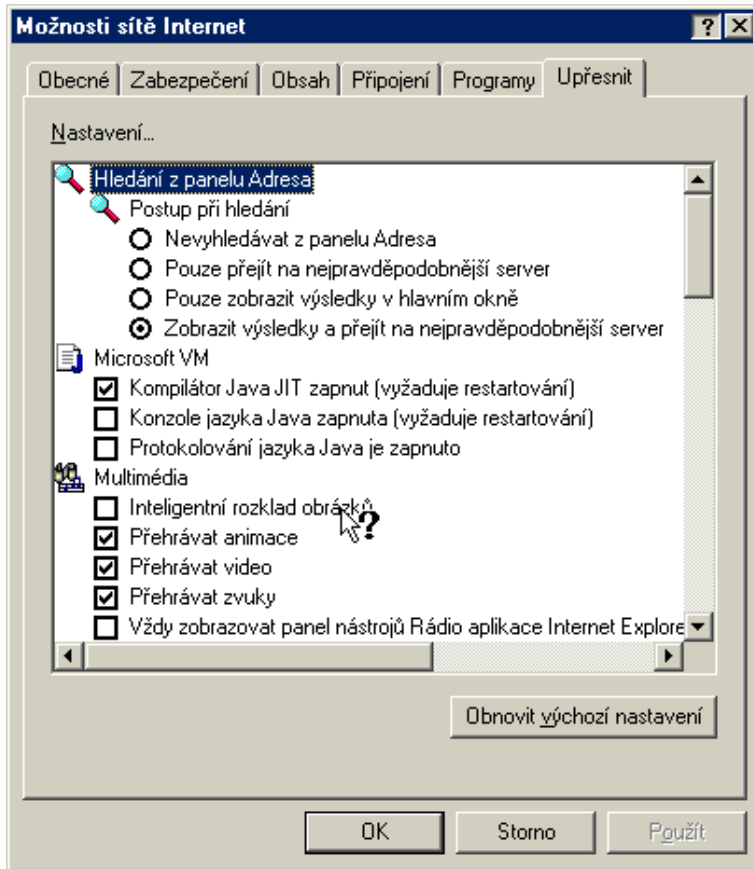 Možnosti sítě Internet
Obecné Zabezpečení Obsah Připojení Programy Upřesnit
Nastavení...
Hledání z panelu Adresa
Postup při hledání
Nevyhledávat z panelu Adresa
Pouze přejít na nejpravděpodobnější server
Pouze zobrazit výsledky v hlavním okně
Zobrazit výsledky a přejít na nejpravděpodobnější server
Microsoft VM
Kompilátor Java JIT zapnut (vyžaduje restartování)
Konzole jazyka Java zapnuta (vyžaduje restartování)
Protokolování jazyka Java je zapnuto
Multimédia
Inteligentní rozklad obrázků
Přehrávat animace
Přehrávat video
Přehrávat zvuky
Vždy zobrazovat panel nástrojů Rádio aplikace Internet Explore
Obnovit výchozí nastavení
OK Storno Použít